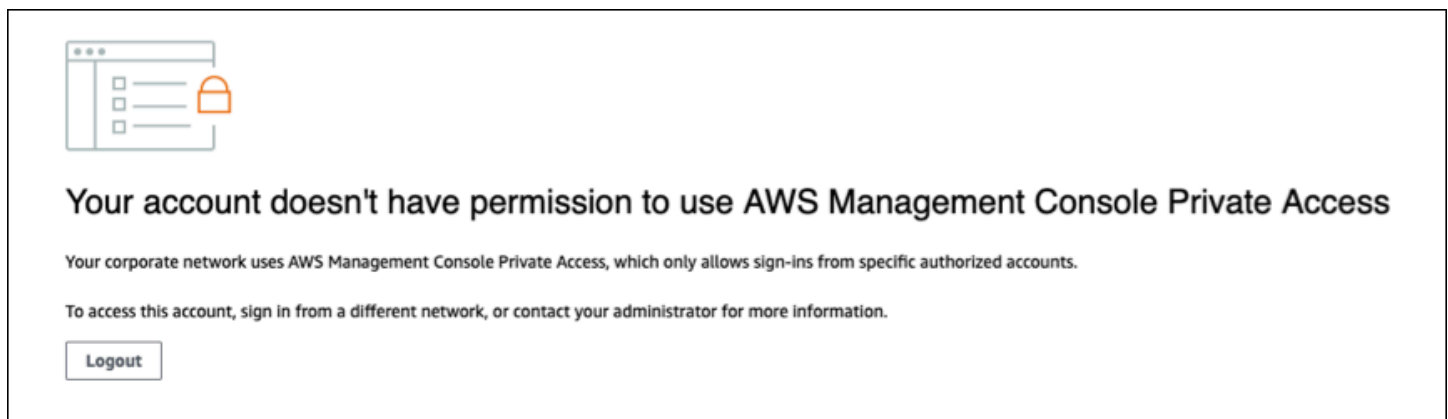 Your account doesn't have permission to use AWS Management Console Private Access
Your corporate network uses AWS Management Console Private Access, which only allows sign-ins from specific authorized accounts.
To access this account, sign in from a different network, or contact your administrator for more information.
Logout